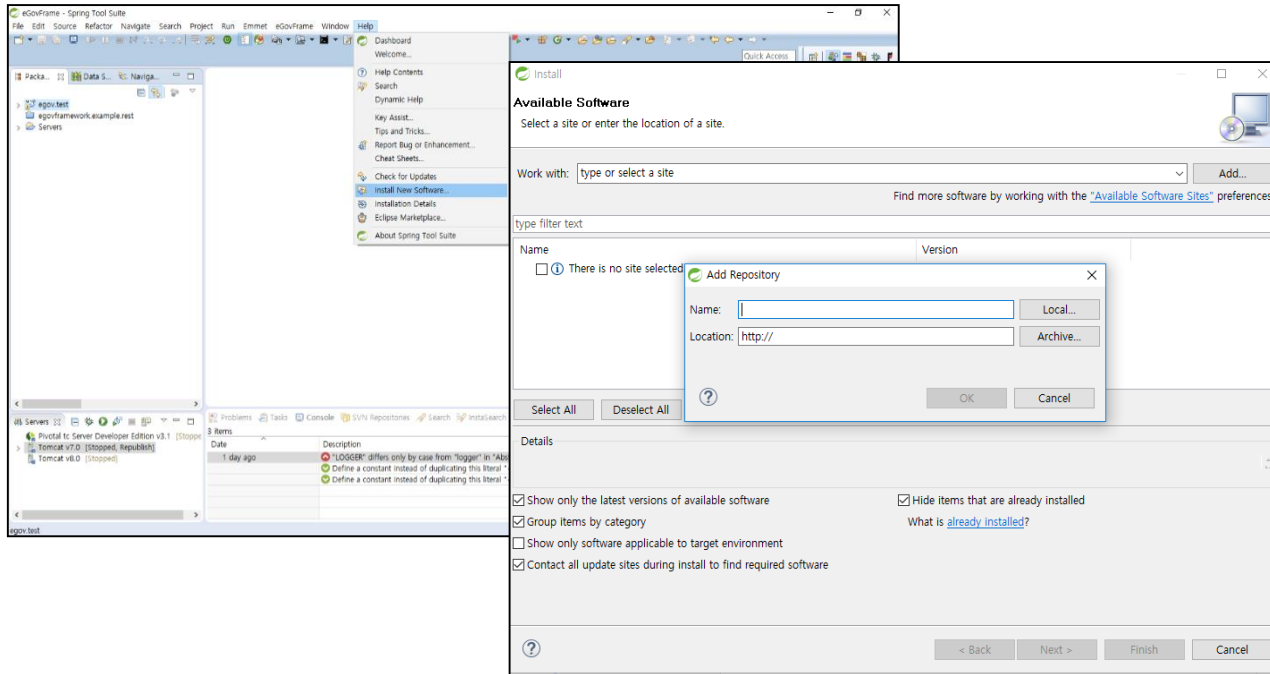 eGovFrame - Spring Tool Suite
File Edit Source Refactor Navigate Search Project Run Emmet eGovFrame Window Help
Dashboard
Welcome...
Help Contents
Search
Dynamic Help
Key Assist...
Tips and Tricks...
Report Bug or Enhancement...
Cheat Sheets...
Check for Updates
Install New Software...
Installation Details
Eclipse Marketplace...
About Spring Tool Suite
Quick Access
Packa... Data S... Naviga...
egov.test
egovframework.example.rest
Servers
Servers
Pivotal tc Server Developer Edition v3.1 [Stoppe
Tomcat v7.0 [Stopped, Republish]
Tomcat v8.0 [Stopped]
Problems Tasks Console SVN Repositories Search InstaSearch
3 items
Date Description
1 day ago "LOGGER" differs only by case from "logger" in "Abs
Define a constant instead of duplicating this literal "
Define a constant instead of duplicating this literal "
egov.test
Install
Available Software
Select a site or enter the location of a site.
Work with: type or select a site Add...
Find more software by working with the "Available Software Sites" preferences
type filter text
Name Version
There is no site selected
Add Repository
Name: Local...
Location: http:// Archive...
OK Cancel
Select All Deselect All
Details
Show only the latest versions of available software Hide items that are already installed
Group items by category What is already installed?
Show only software applicable to target environment
Contact all update sites during install to find required software
< Back Next > Finish Cancel